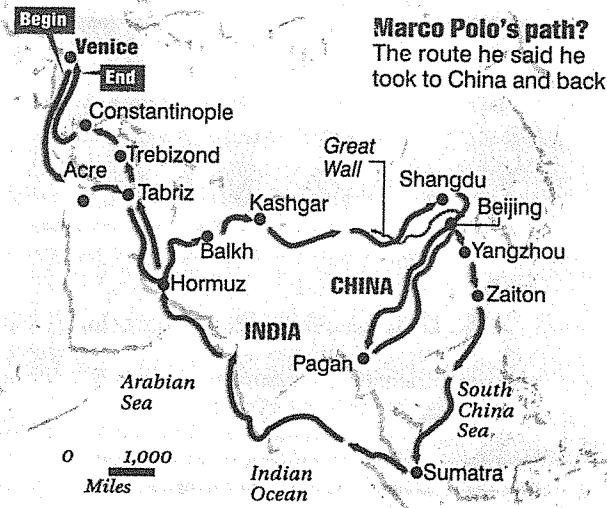 Begin
Venice
End
Marco Polo's path?
The route he said he
took to China and back
Constantinople
Trebizond
Acre
Tabriz
Great
Wall
Shangdu
Kashgar
Beijing
Balkh
Yangzhou
Hormuz
CHINA
Zaiton
INDIA
Pagan
Arabian
Sea
South
China
Sea
0 1,000
Miles
Indian
Ocean
Sumatra